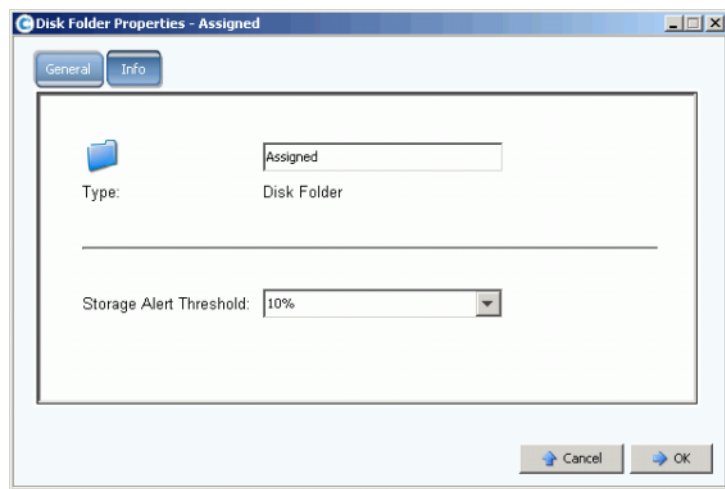 Disk Folder Properties - Assigned
General Info
Assigned
Type: Disk Folder
Storage Alert Threshold: 10%
Cancel OK